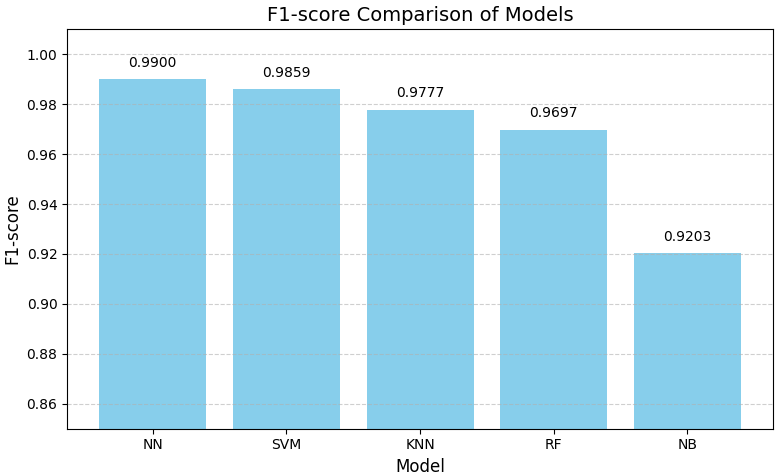 F1-score Comparison of Models
F1-score
1.00
0.98
0.96
0.94
0.92
0.90
0.88
0.86
0.9900
0.9859
0.9777
0.9697
0.9203
NN
SVM
KNN
RF
NB
Model